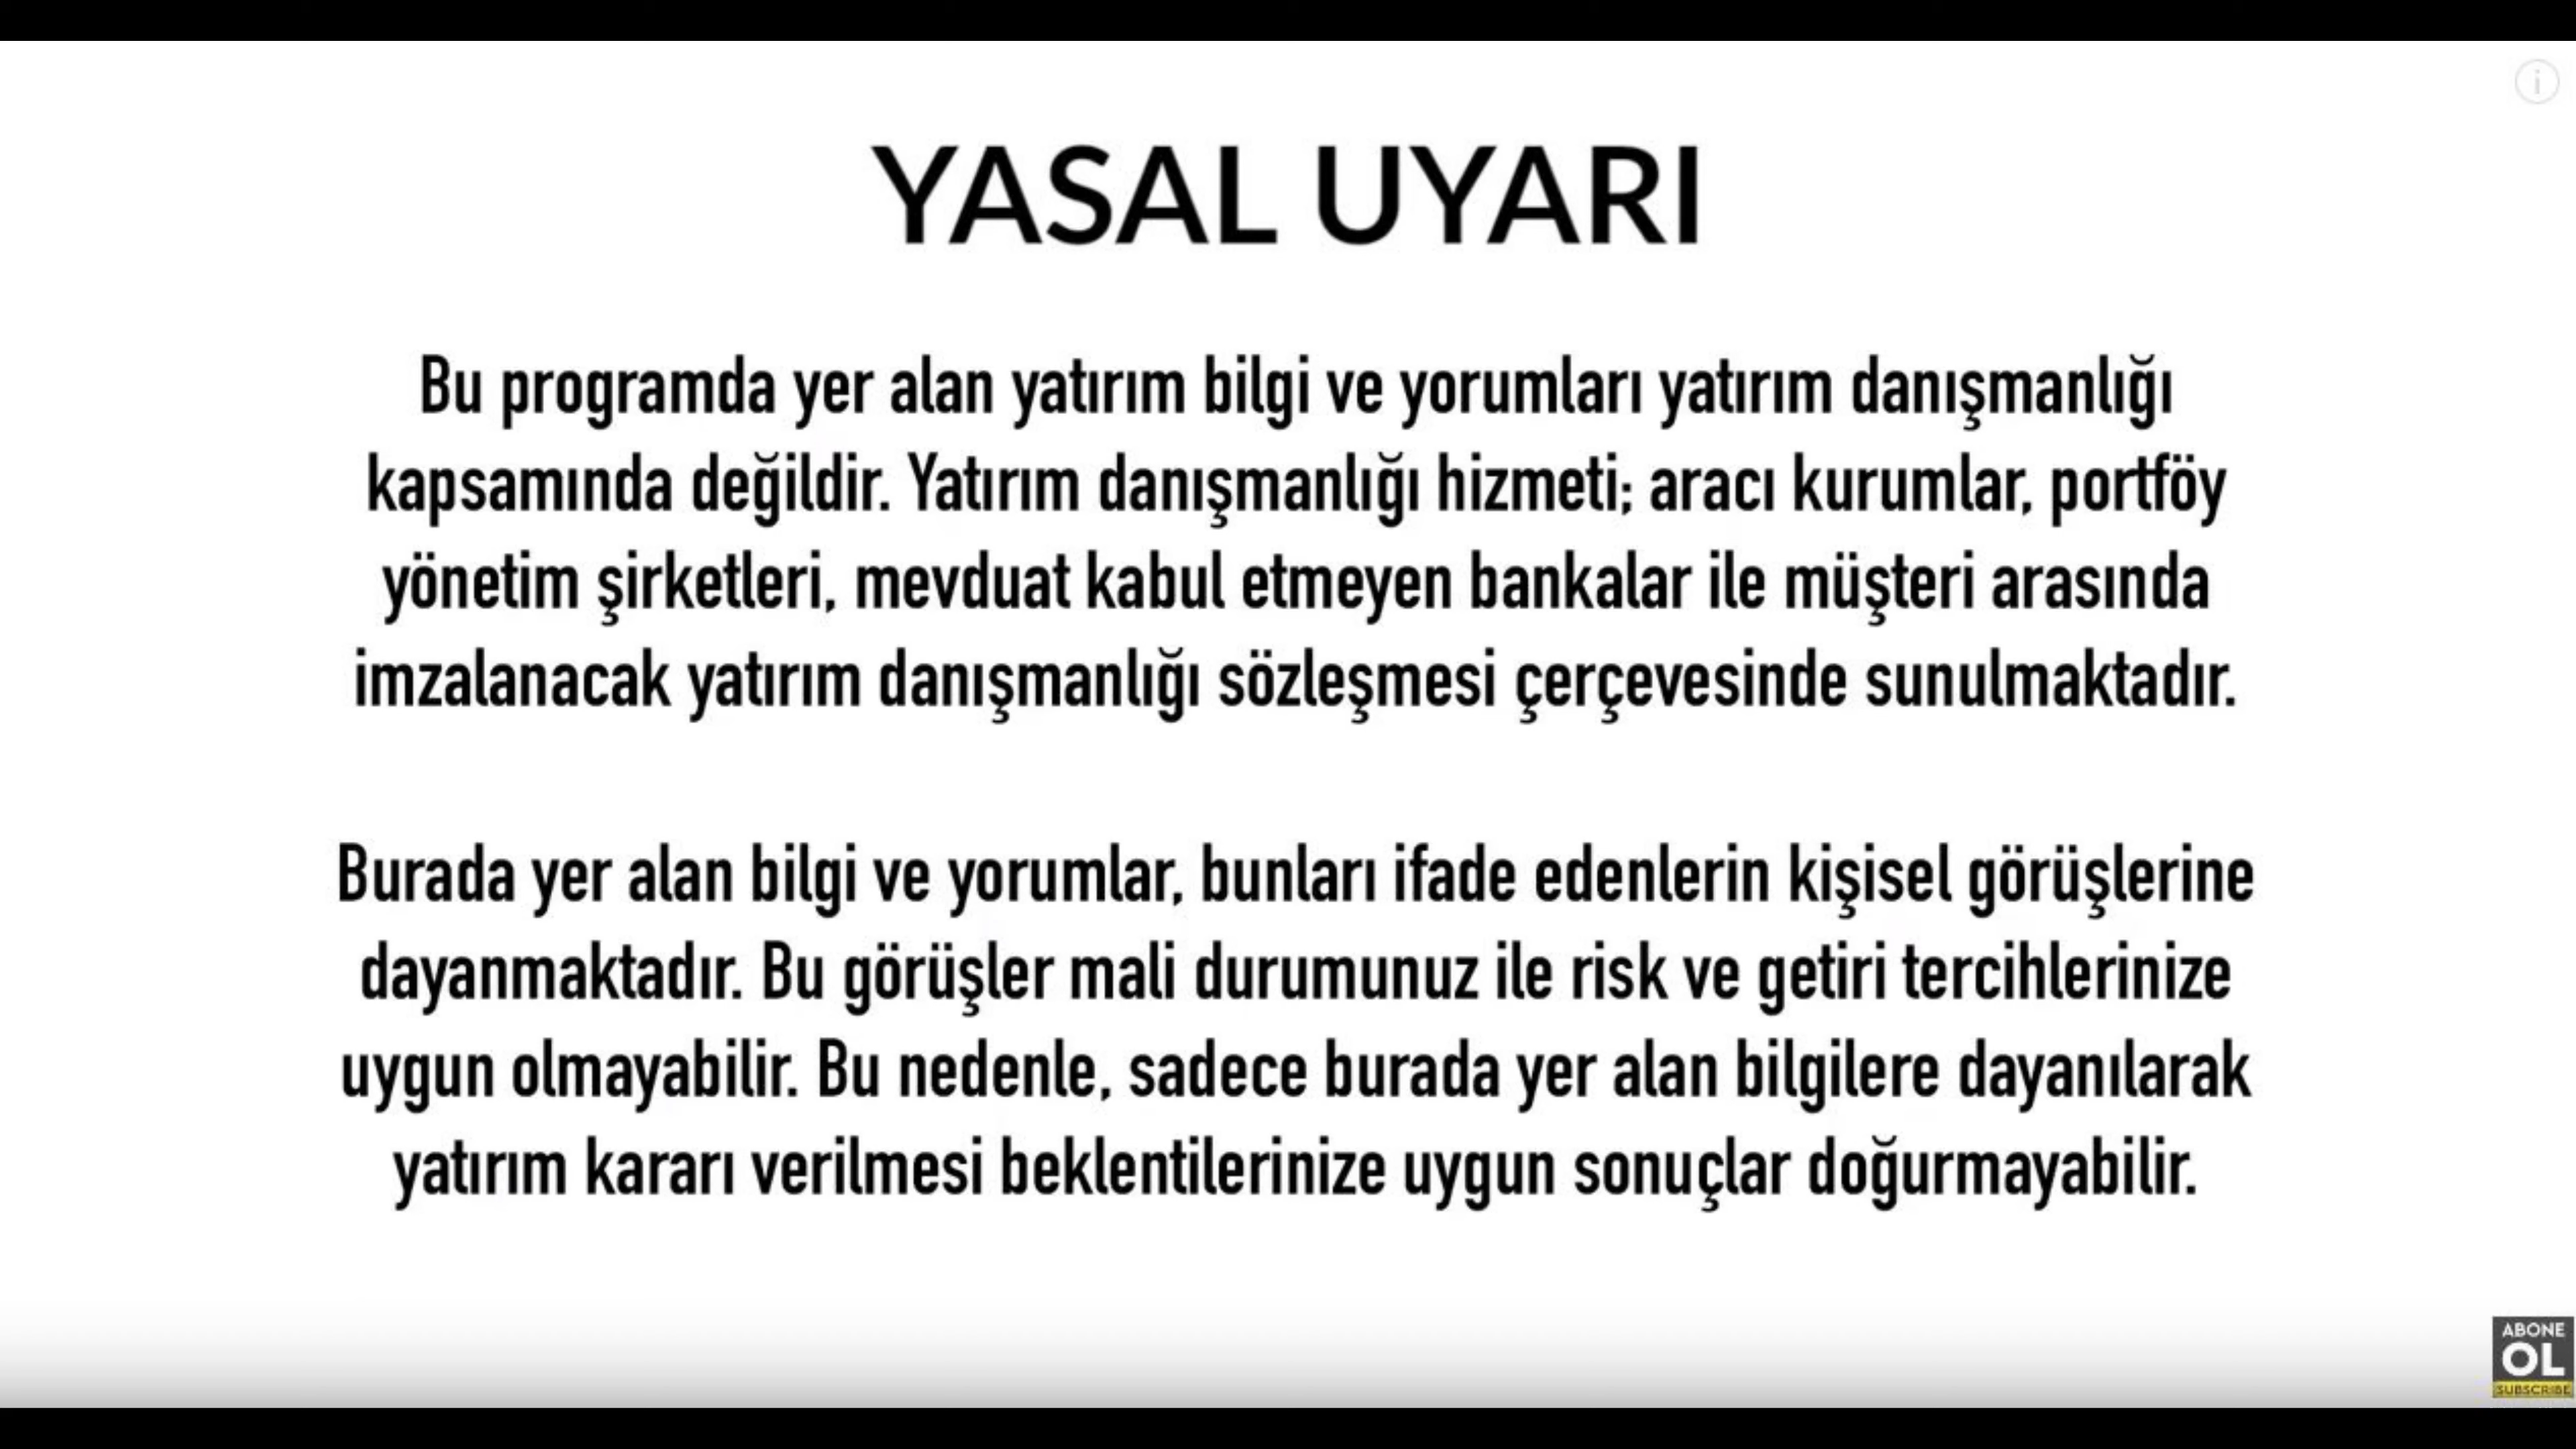 YASAL UYARI
Bu programda yer alan yatırım bilgi ve yorumları yatırım danışmanlığı
kapsamında değildir. Yatırım danışmanlığı hizmeti; aracı kurumlar, portföy
yönetim şirketleri, mevduat kabul etmeyen bankalar ile müşteri arasında
imzalanacak yatırım danışmanlığı sözleşmesi çerçevesinde sunulmaktadır.
Burada yer alan bilgi ve yorumlar, bunları ifade edenlerin kişisel görüşlerine
dayanmaktadır. Bu görüşler mali durumunuz ile risk ve getiri tercihlerinize
uygun olmayabilir. Bu nedenle, sadece burada yer alan bilgilere dayanılarak
yatırım kararı verilmesi beklentilerinize uygun sonuçlar doğurmayabilir.
ABONE
OL
SUBSCRIBE